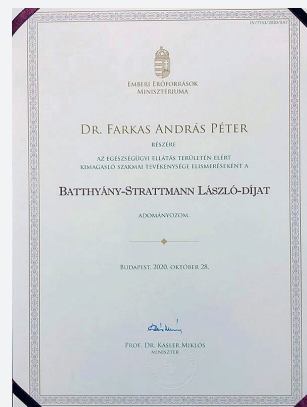 Emberi Erőforrások
Minisztériuma
Dr. Farkas András Péter
részére
az egészségügyi ellátás területén elért
kimagasló szakmai tevékenysége elismeréseként a
Batthyány-Strattmann László-díjat
adományozom.
Budapest, 2020. október 28.
Prof. Dr. Kásler Miklós
miniszter